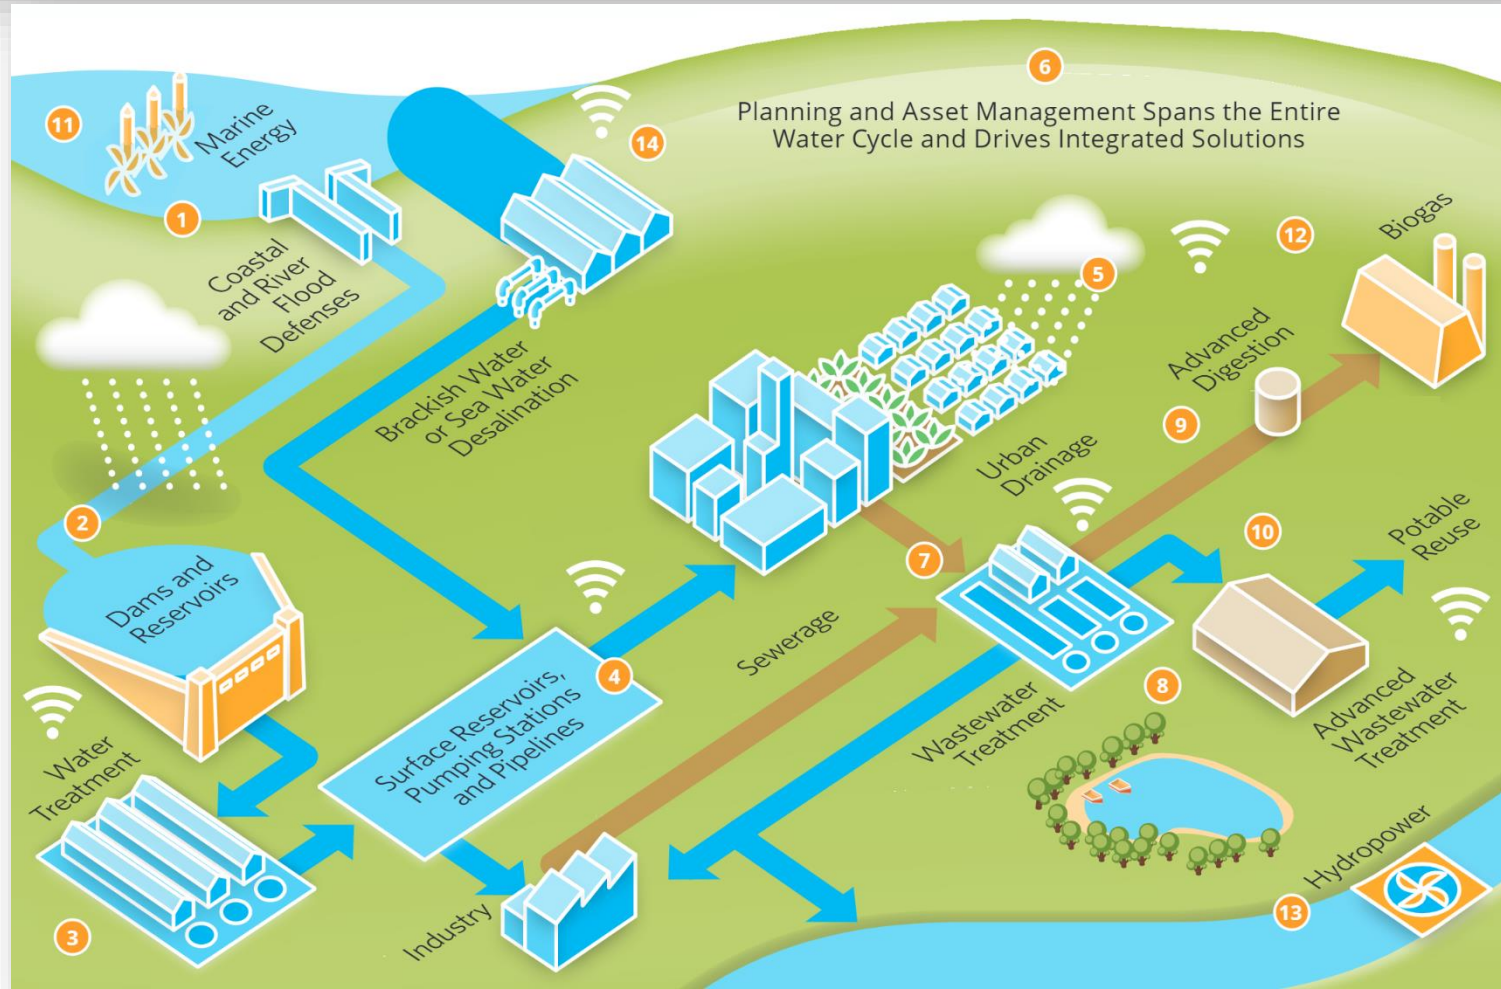 6
Planning and Asset Management Spans the Entire
Water Cycle and Drives Integrated Solutions
11
Marine
Energy
14
1
Coastal
and River
Flood
Defenses
Brackish Water
or Sea Water
Desalination
5
12
Biogas
Advanced
Digestion
9
Urban
Drainage
2
Dams and
Reservoirs
7
10
Potable
Reuse
Sewerage
4
Surface Reservoirs,
Pumping Stations
and Pipelines
Wastewater
Treatment
8
Advanced
Wastewater
Treatment
Water
Treatment
3
Industry
Hydropower
13